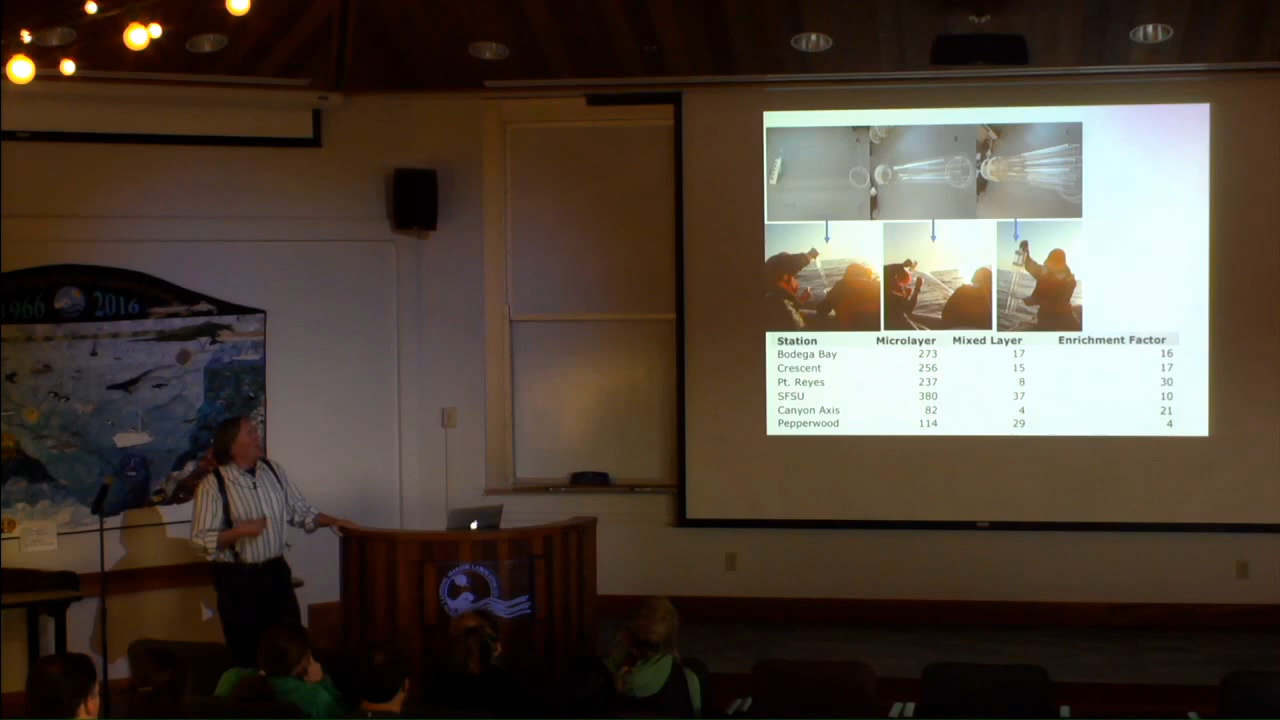 1966 2016
Station Microlayer Mixed Layer Enrichment Factor
Bodega Bay 273 17 16
Crescent 256 15 17
Pt. Reyes 237 8 30
SFSU 380 37 10
Canyon Axis 82 4 21
Pepperwood 114 29 4